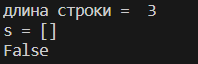 длина строки =  3
s = []
False